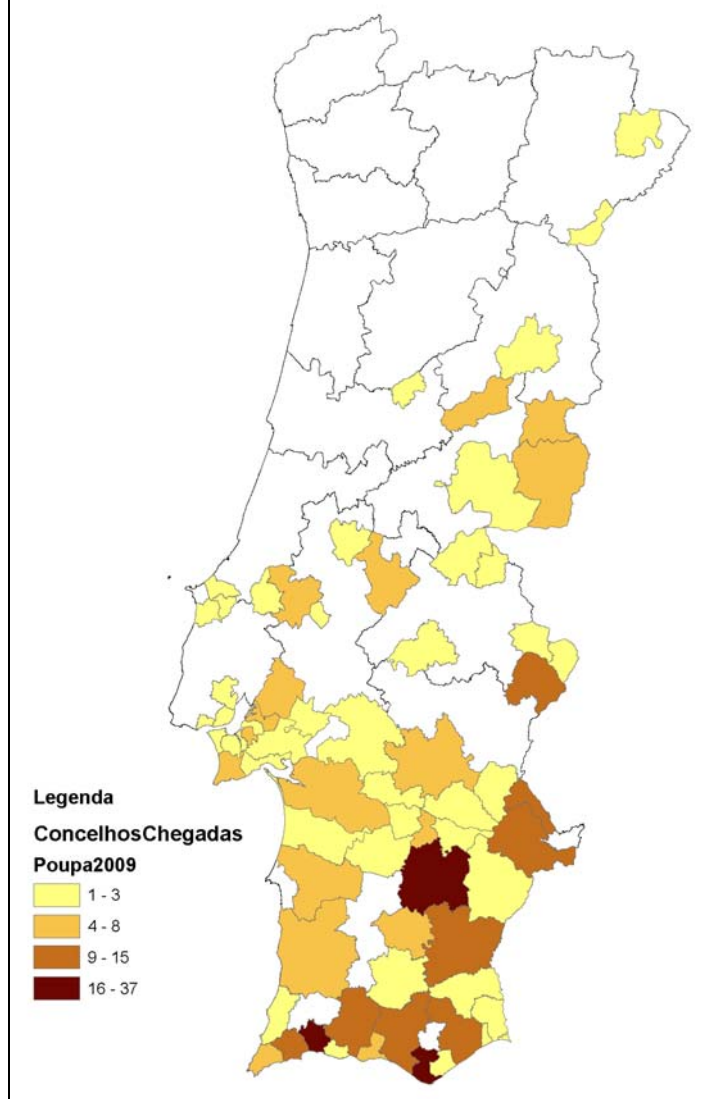 Legenda
ConcelhosChegadas
Poupa2009
1 - 3
4 - 8
9 - 15
16 - 37